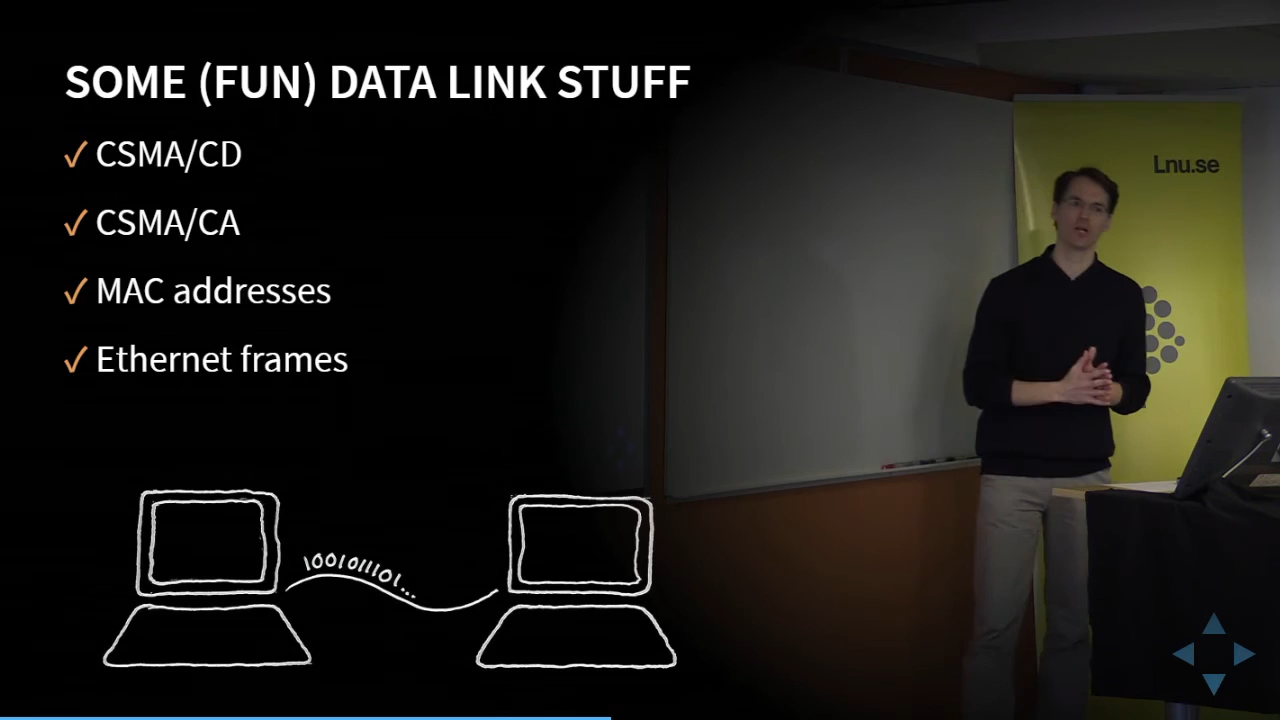 SOME (FUN) DATA LINK STUFF
✓ CSMA/CD
✓ CSMA/CA
✓ MAC addresses
✓ Ethernet frames
1001011101...
Lnu.se